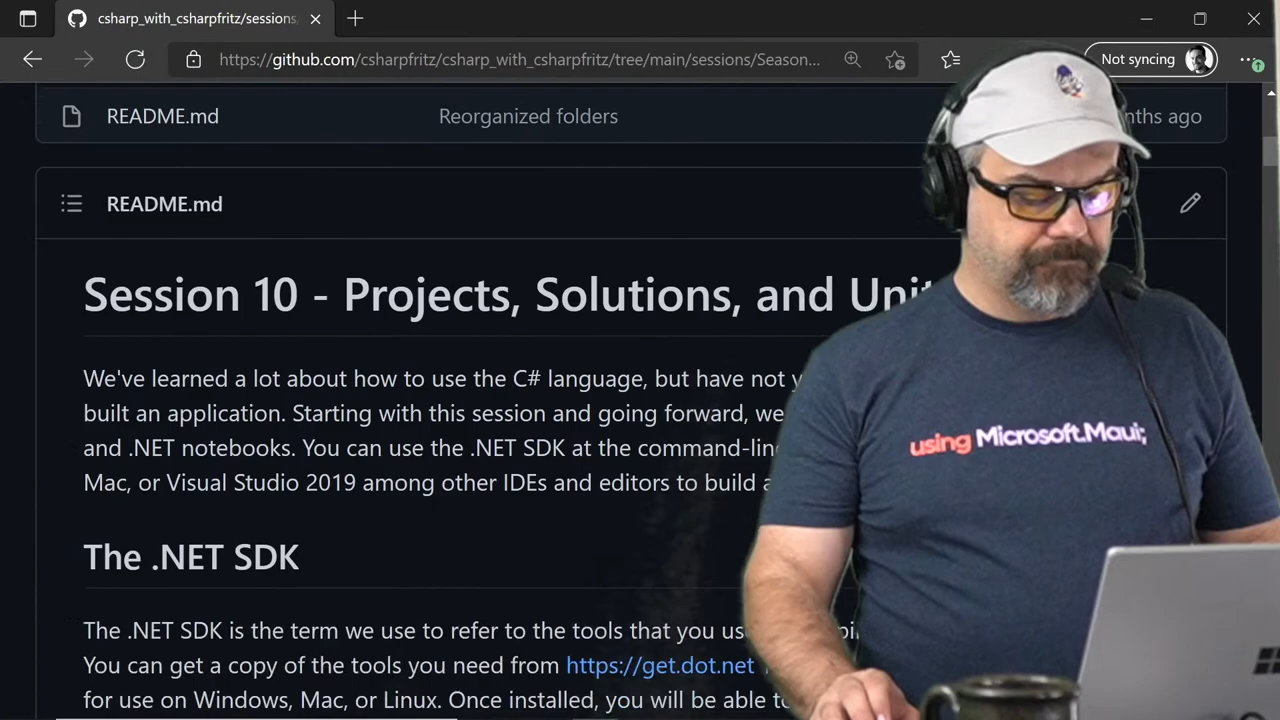 csharp_with_csharpfritz/sessions
https://github.com/csharpfritz/csharp_with_csharpfritz/tree/main/sessions/Season...
Not syncing
README.md
Reorganized folders
ago
README.md
Session 10 - Projects, Solutions, and
We've learned a lot about how to use the C# language, but have not
built an application. Starting with this session and going forward, we
and .NET notebooks. You can use the .NET SDK at the
Mac, or Visual Studio 2019 among other IDEs and editors to build
using Microsoft.Maui;
The .NET SDK
The .NET SDK is the term we use to refer to the tools that you
You can get a copy of the tools you need from https://get.dot.net
for use on Windows, Mac, or Linux. Once installed, you will be able